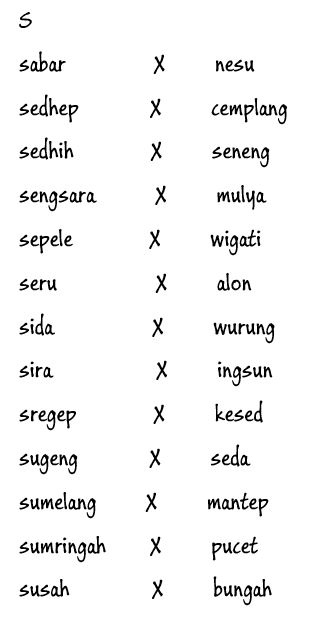 S
sabar X nesu
sedhep X cemplang
sedhih X seneng
sengsara X mulya
sepele X wigati
seru X alon
sida X wurung
sira X ingsun
sregep X kesed
sugeng X seda
sumelang X mantep
sumringah X pucet
susah X bungah